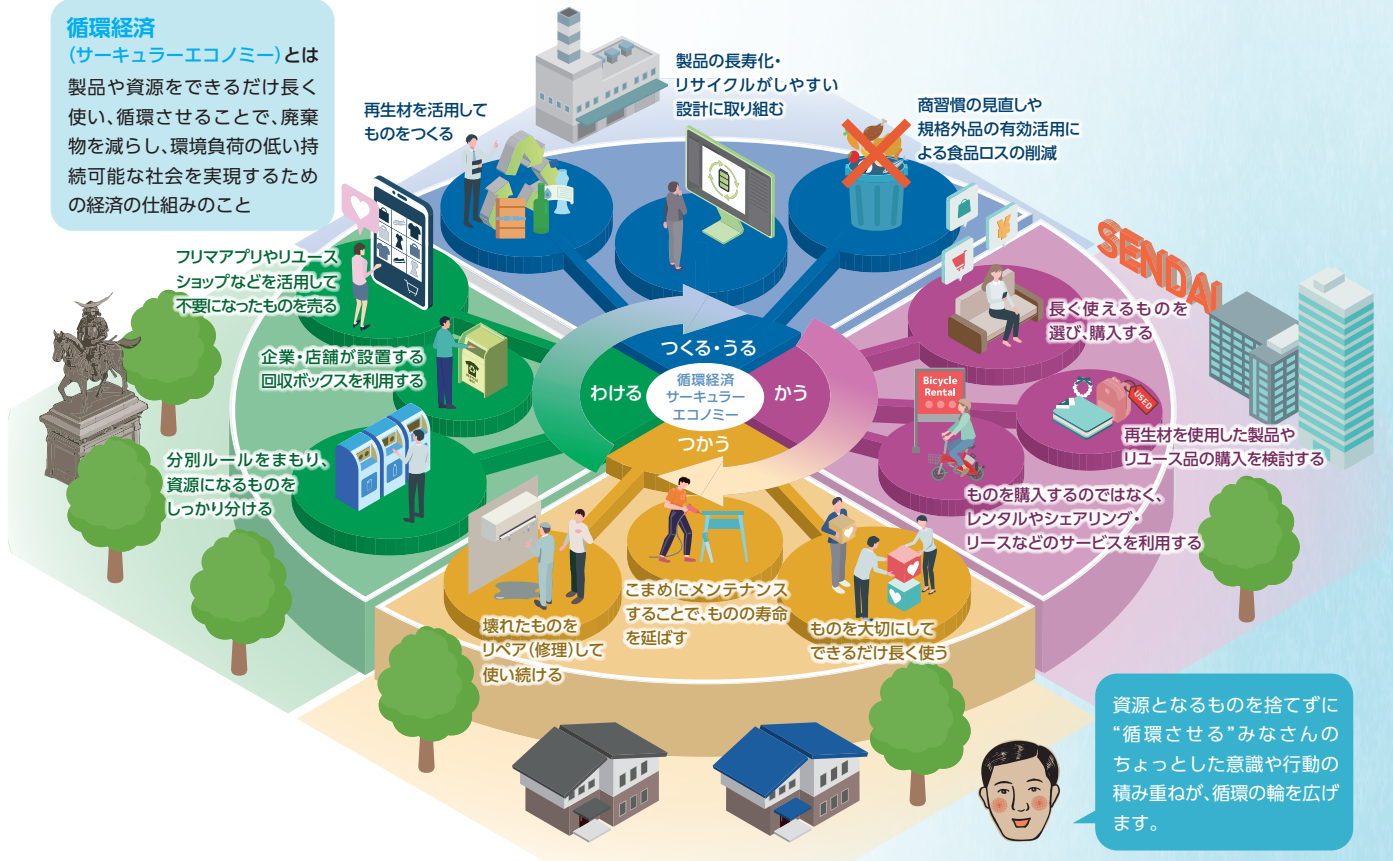 循環経済
(サーキュラーエコノミー)とは
製品や資源をできるだけ長く
使い、循環させることで、廃棄
物を減らし、環境負荷の低い持
続可能な社会を実現するため
の経済の仕組みのこと
再生材を活用して
ものをつくる
製品の長寿化・
リサイクルがしやすい
設計に取り組む
商習慣の見直しや
規格外品の有効活用に
よる食品ロスの削減
フリマアプリやリユース
ショップなどを活用して
不要になったものを売る
企業・店舗が設置する
回収ボックスを利用する
分別ルールをまもり、
資源になるものを
しっかり分ける
つくる・うる
わける
循環経済
サーキュラー
エコノミー
かう
つかう
SENDAI
長く使えるものを
選び、購入する
Bicycle
Rental
USED
再生材を使用した製品や
リユース品の購入を検討する
ものを購入するのではなく、
レンタルやシェアリング・
リースなどのサービスを利用する
壊れたものを
リペア(修理)して
使い続ける
こまめにメンテナンス
することで、ものの寿命
を延ばす
ものを大切にして
できるだけ長く使う
資源となるものを捨てずに
“循環させる”みなさんの
ちょっとした意識や行動の
積み重ねが、循環の輪を広げ
ます。